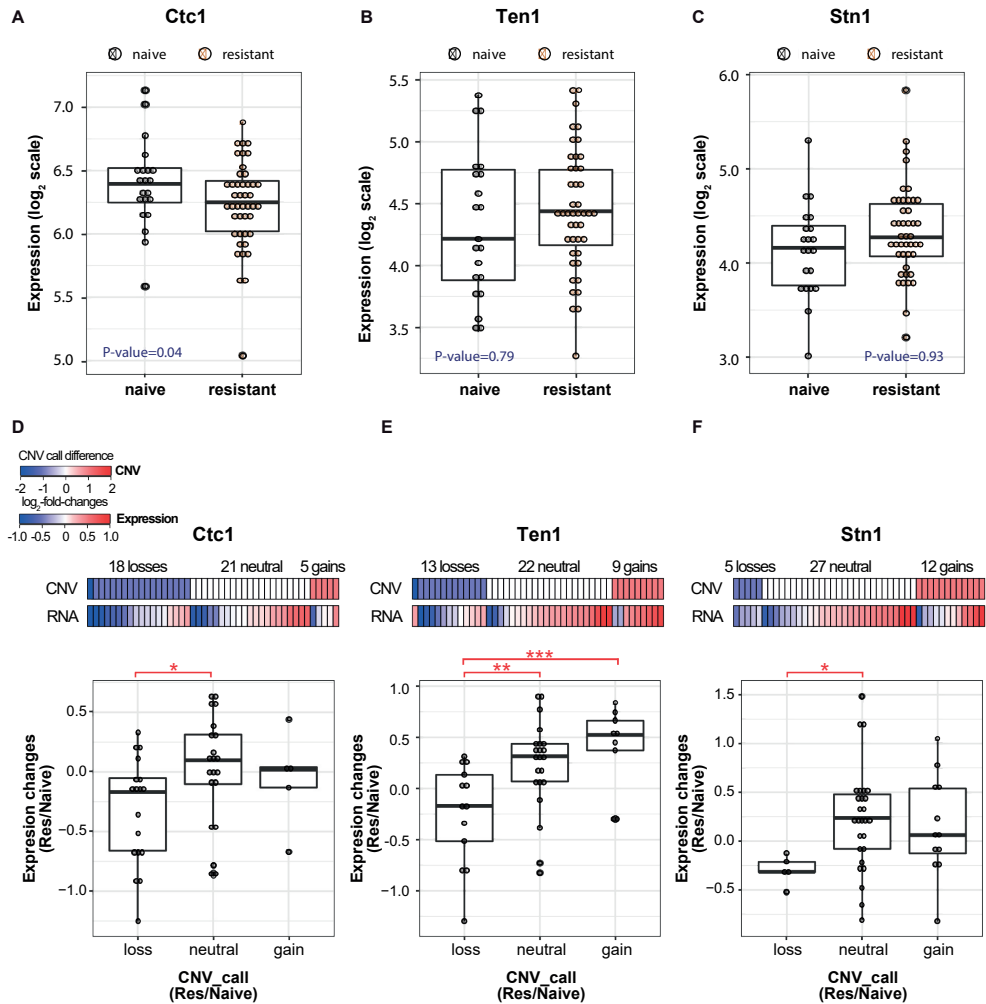 A
Ctc1
B
Ten1
C
Stn1
naive resistant
naive resistant
naive resistant
Expression (log2 scale)
7.0
6.5
6.0
5.5
5.0
P-value=0.04
naive resistant
Expression (log2 scale)
5.5
5.0
4.5
4.0
3.5
P-value=0.79
naive resistant
Expression (log2 scale)
6.0
5.0
4.0
3.0
P-value=0.93
naive resistant
D
E
F
CNV call difference
CNV
-2 -1 0 1 2
log2-fold-changes
Expression
-1.0 -0.5 0 0.5 1.0
Ctc1
18 losses 21 neutral 5 gains
CNV
RNA
Ten1
13 losses 22 neutral 9 gains
CNV
RNA
Stn1
5 losses 27 neutral 12 gains
CNV
RNA
*
Expression changes
(Res/Naive)
0.5
0.0
−0.5
−1.0
loss neutral gain
CNV_call
(Res/Naive)
***
**
Expression changes
(Res/Naive)
1.0
0.5
0.0
−1.0
loss neutral gain
CNV_call
(Res/Naive)
*
Expression changes
(Res/Naive)
1.5
1.0
0.5
0.0
−0.5
loss neutral gain
CNV_call
(Res/Naive)